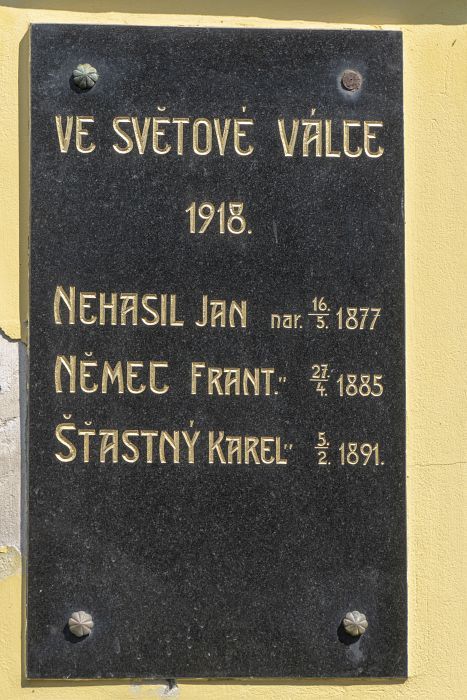 VE SVĚTOVÉ VÁLCE
1918.
NEHASIL JAN nar. 16/5. 1877
NĚMEC FRANT. " 27/4. 1885
ŠŤASTNÝ KAREL " 5./2. 1891.